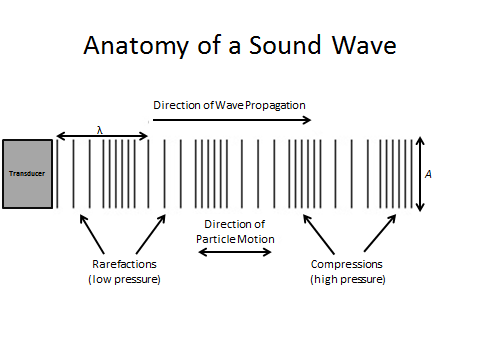 Anatomy of a Sound Wave
Direction of Wave Propagation
λ
Transducer
A
Direction of
Particle Motion
Rarefactions
(low pressure)
Compressions
(high pressure)